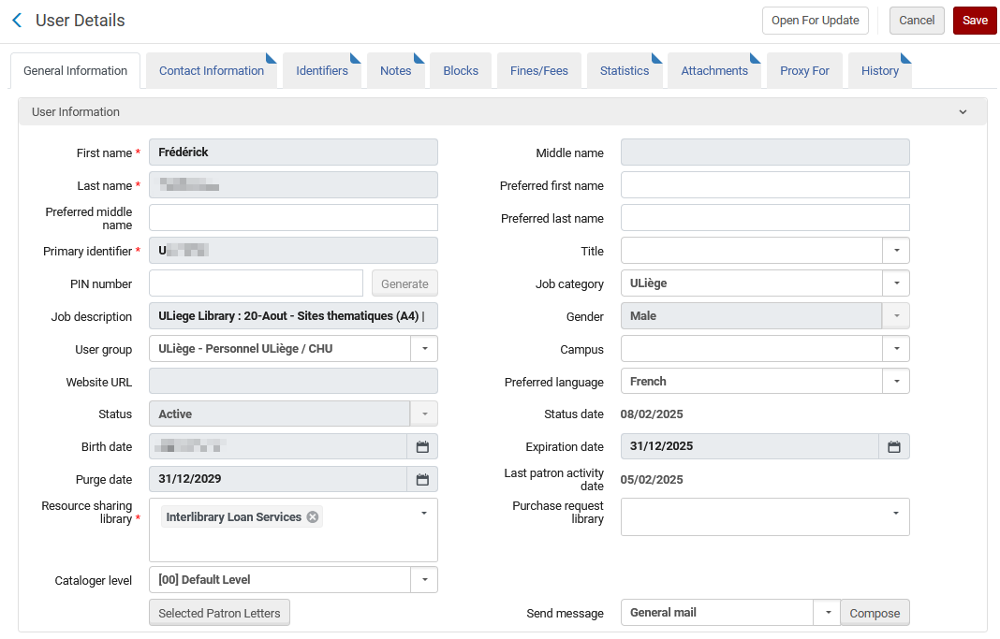 User Details
Open For Update
Cancel
Save
General Information
Contact Information
Identifiers
Notes
Blocks
Fines/Fees
Statistics
Attachments
Proxy For
History
User Information
First name * Frédérick
Middle name
Last name *
Preferred first name
Preferred middle
name
Preferred last name
Primary identifier * U
Title
PIN number Generate
Job category ULiège
Job description ULiege Library : 20-Aout - Sites thematiques (A4) |
Gender Male
User group ULiège - Personnel ULiège / CHU
Campus
Website URL
Preferred language French
Status Active
Status date 08/02/2025
Birth date
Expiration date 31/12/2025
Purge date 31/12/2029
Last patron activity
date 05/02/2025
Resource sharing
library * Interlibrary Loan Services
Purchase request
library
Cataloger level [00] Default Level
Selected Patron Letters
Send message General mail Compose